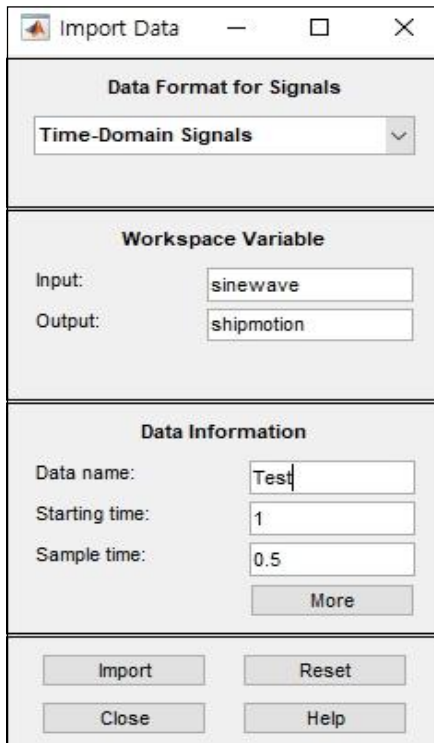 Import Data
Data Format for Signals
Time-Domain Signals
Workspace Variable
Input: sinewave
Output: shipmotion
Data Information
Data name: Test
Starting time: 1
Sample time: 0.5
More
Import Reset
Close Help